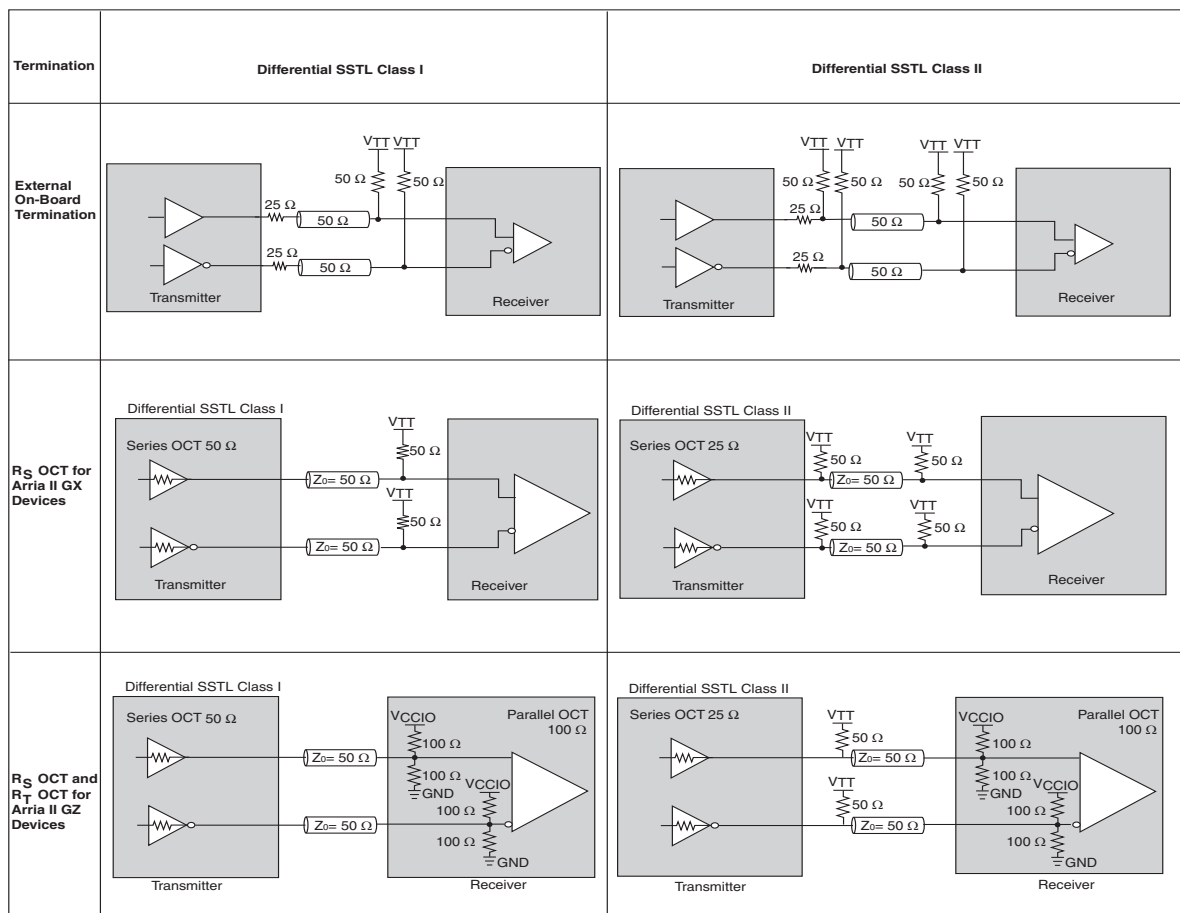 Termination
Differential SSTL Class I
Differential SSTL Class II
External
On-Board
Termination
VTT VTT
50 Ω 50 Ω
25 Ω
50 Ω
25 Ω
50 Ω
Transmitter
Receiver
VTT VTT
50 Ω 50 Ω
50 Ω 50 Ω
25 Ω
50 Ω
25 Ω
50 Ω
Transmitter
Receiver
RS OCT for
Arria II GX
Devices
Differential SSTL Class I
Series OCT 50 Ω
VTT
50 Ω
Z0= 50 Ω
VTT
50 Ω
Z0= 50 Ω
Transmitter
Receiver
Differential SSTL Class II
Series OCT 25 Ω
VTT VTT
50 Ω 50 Ω
Z0= 50 Ω
VTT VTT
50 Ω 50 Ω
Z0= 50 Ω
Transmitter
Receiver
RS OCT and
RT OCT for
Arria II GZ
Devices
Differential SSTL Class I
Series OCT 50 Ω
Parallel OCT
100 Ω
VCCIO
100 Ω
Z0= 50 Ω
100 Ω
GND
VCCIO
100 Ω
Z0= 50 Ω
100 Ω
GND
Transmitter
Receiver
Differential SSTL Class II
Series OCT 25 Ω
VTT
50 Ω
Z0= 50 Ω
VTT
50 Ω
Z0= 50 Ω
Parallel OCT
100 Ω
VCCIO
100 Ω
100 Ω
GND
VCCIO
100 Ω
100 Ω
GND
Transmitter
Receiver